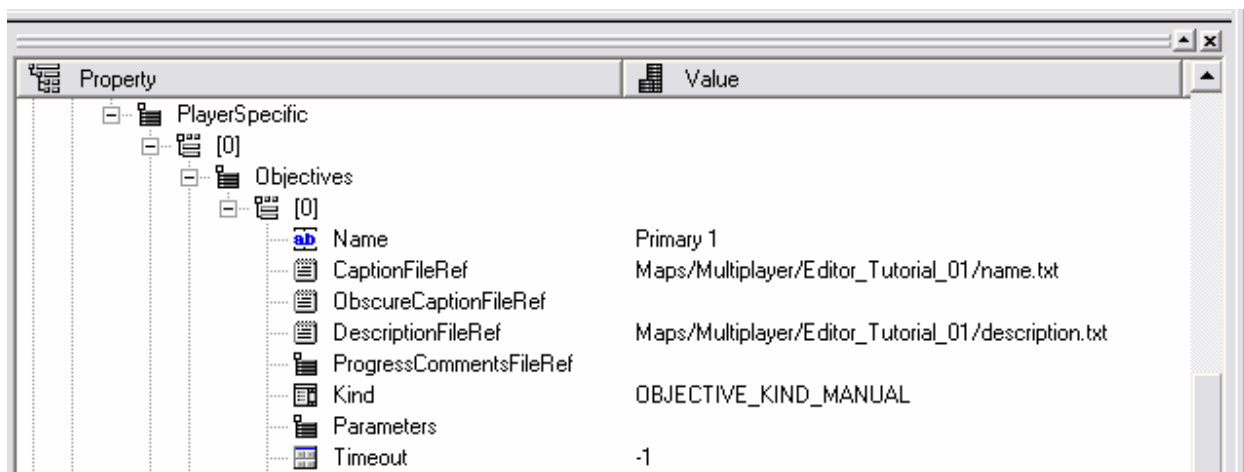 Property Value
PlayerSpecific
[0]
Objectives
[0]
ab Name Primary 1
CaptionFileRef Maps/Multiplayer/Editor_Tutorial_01/name.txt
ObscureCaptionFileRef
DescriptionFileRef Maps/Multiplayer/Editor_Tutorial_01/description.txt
ProgressCommentsFileRef
Kind OBJECTIVE_KIND_MANUAL
Parameters
Timeout -1